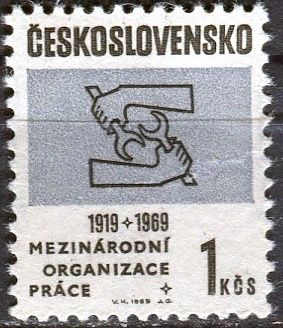 ČESKOSLOVENSKO
1919 ✦ 1969
MEZINÁRODNÍ
ORGANIZACE
PRÁCE
1 KČS
V.K. 1969 J.G.